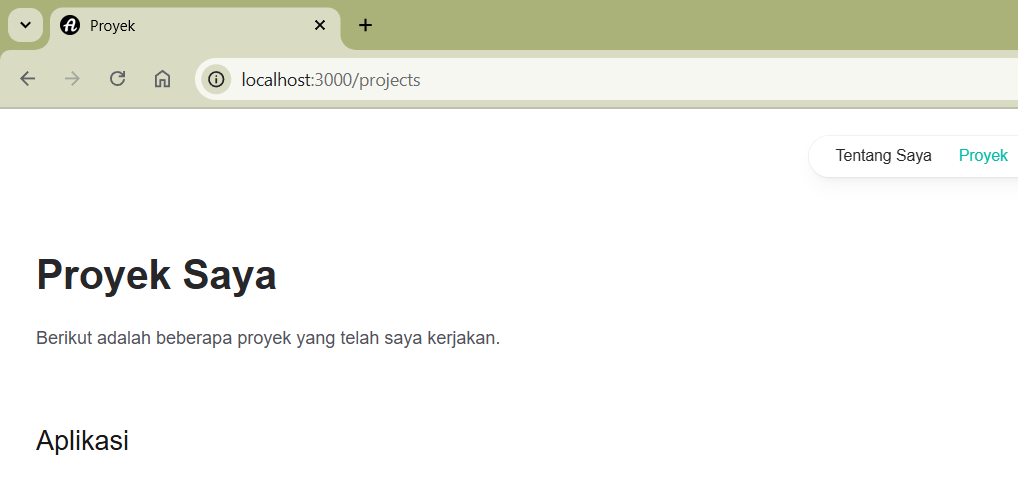 Proyek
localhost:3000/projects
Tentang Saya Proyek
Proyek Saya
Berikut adalah beberapa proyek yang telah saya kerjakan.
Aplikasi